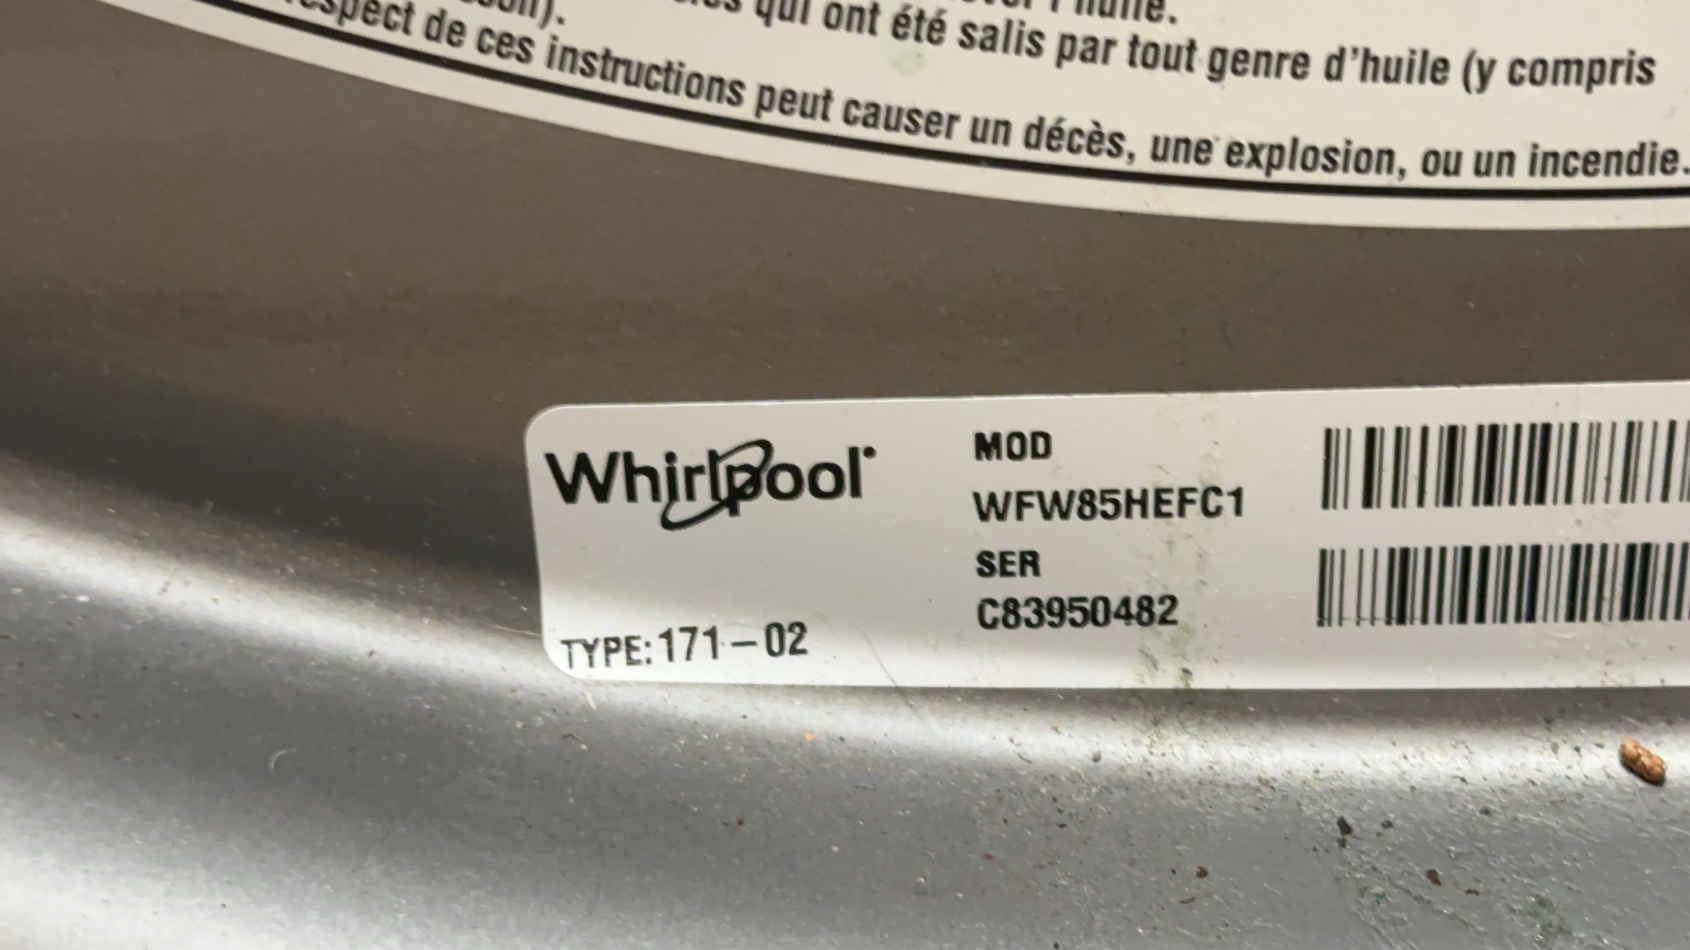 qui ont été salis par tout genre d'huile (y compris
de ces instructions peut causer un décès, une explosion, ou un incendie.
Whirlpool
MOD
WFW85HEFC1
SER
C83950482
TYPE: 171-02